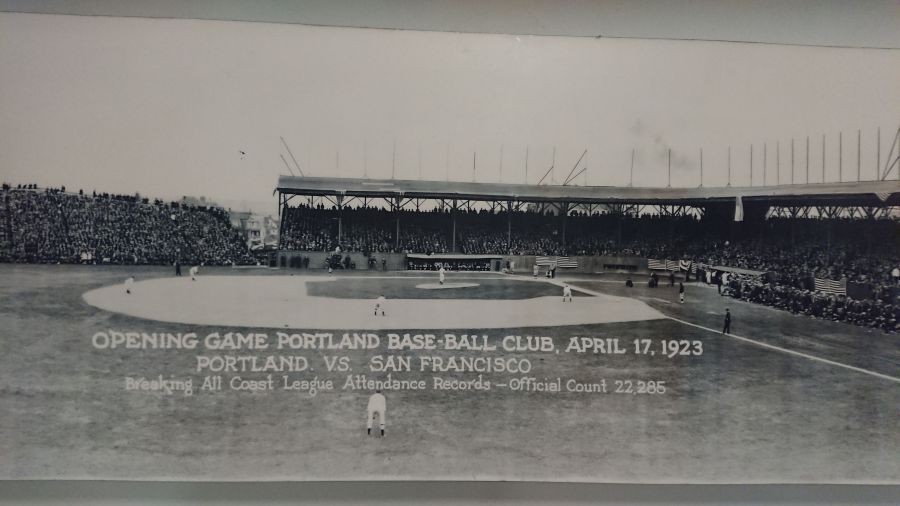 OPENING GAME PORTLAND BASE-BALL CLUB, APRIL 17, 1923
PORTLAND. VS. SAN FRANCISCO
Breaking All Coast League Attendance Records - Official Count 22,285